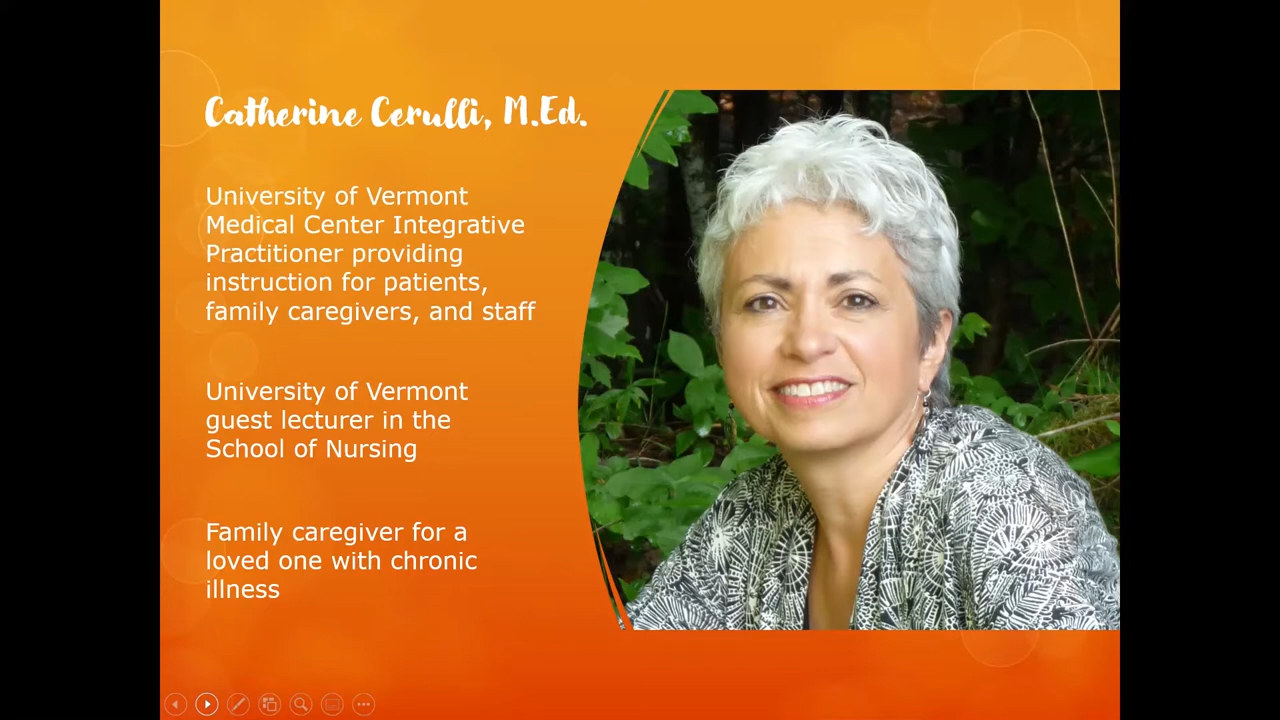 Catherine Cerulli, M.Ed.
University of Vermont
Medical Center Integrative
Practitioner providing
instruction for patients,
family caregivers, and staff
University of Vermont
guest lecturer in the
School of Nursing
Family caregiver for a
loved one with chronic
illness